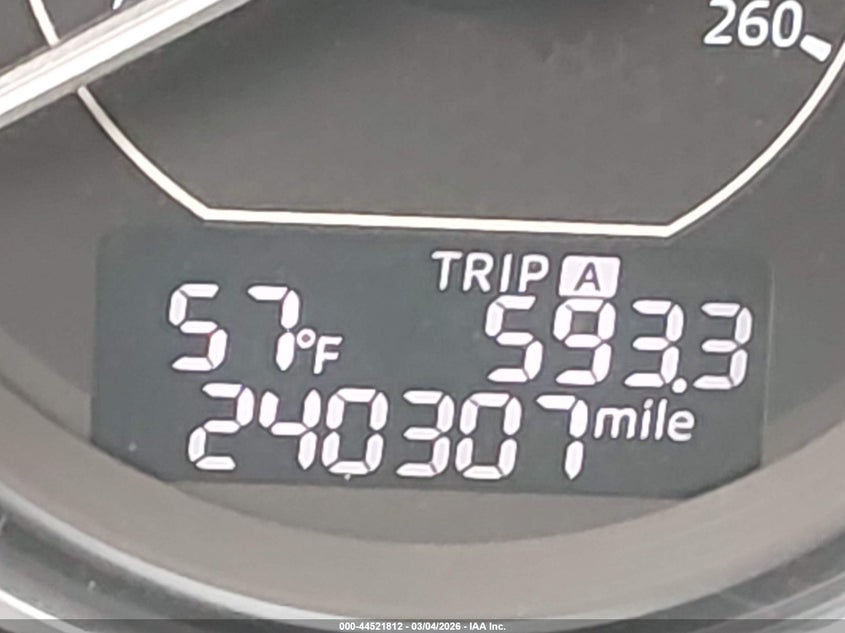 260
TRIP A
57°F 593.3
240307 mile
000-44521812 - 03/04/2026 - IAA Inc.